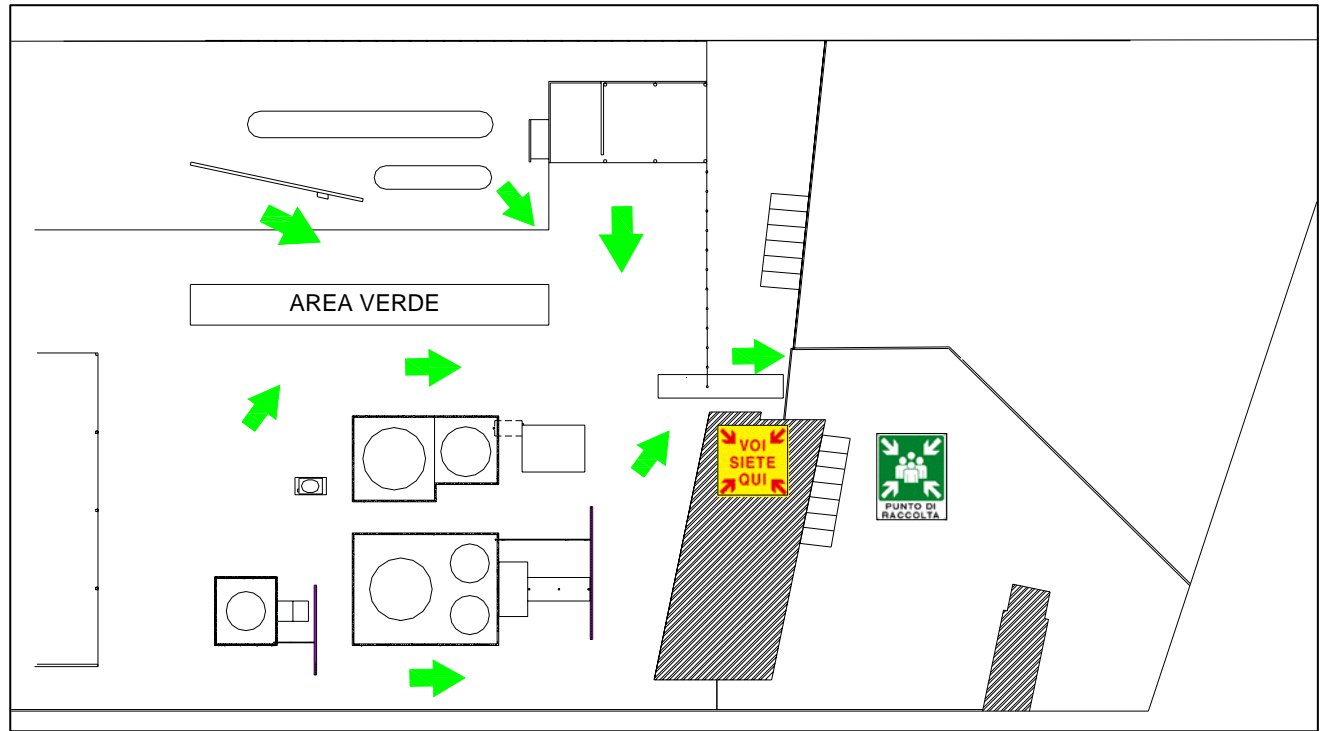 AREA VERDE
VOI
SIETE
QUI
PUNTO DI
RACCOLTA